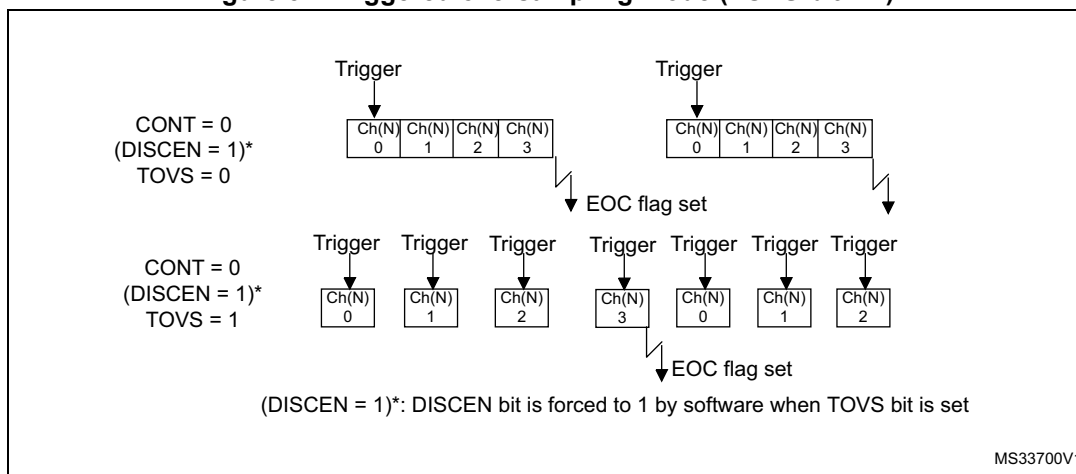 Trigger Trigger
CONT = 0
(DISCEN = 1)*
TOVS = 0
Ch(N) Ch(N) Ch(N) Ch(N)
0 1 2 3
Ch(N) Ch(N) Ch(N) Ch(N)
0 1 2 3
EOC flag set
Trigger Trigger Trigger Trigger Trigger Trigger Trigger
CONT = 0
(DISCEN = 1)*
TOVS = 1
Ch(N) Ch(N) Ch(N) Ch(N) Ch(N) Ch(N) Ch(N)
0 1 2 3 0 1 2
EOC flag set
(DISCEN = 1)*: DISCEN bit is forced to 1 by software when TOVS bit is set